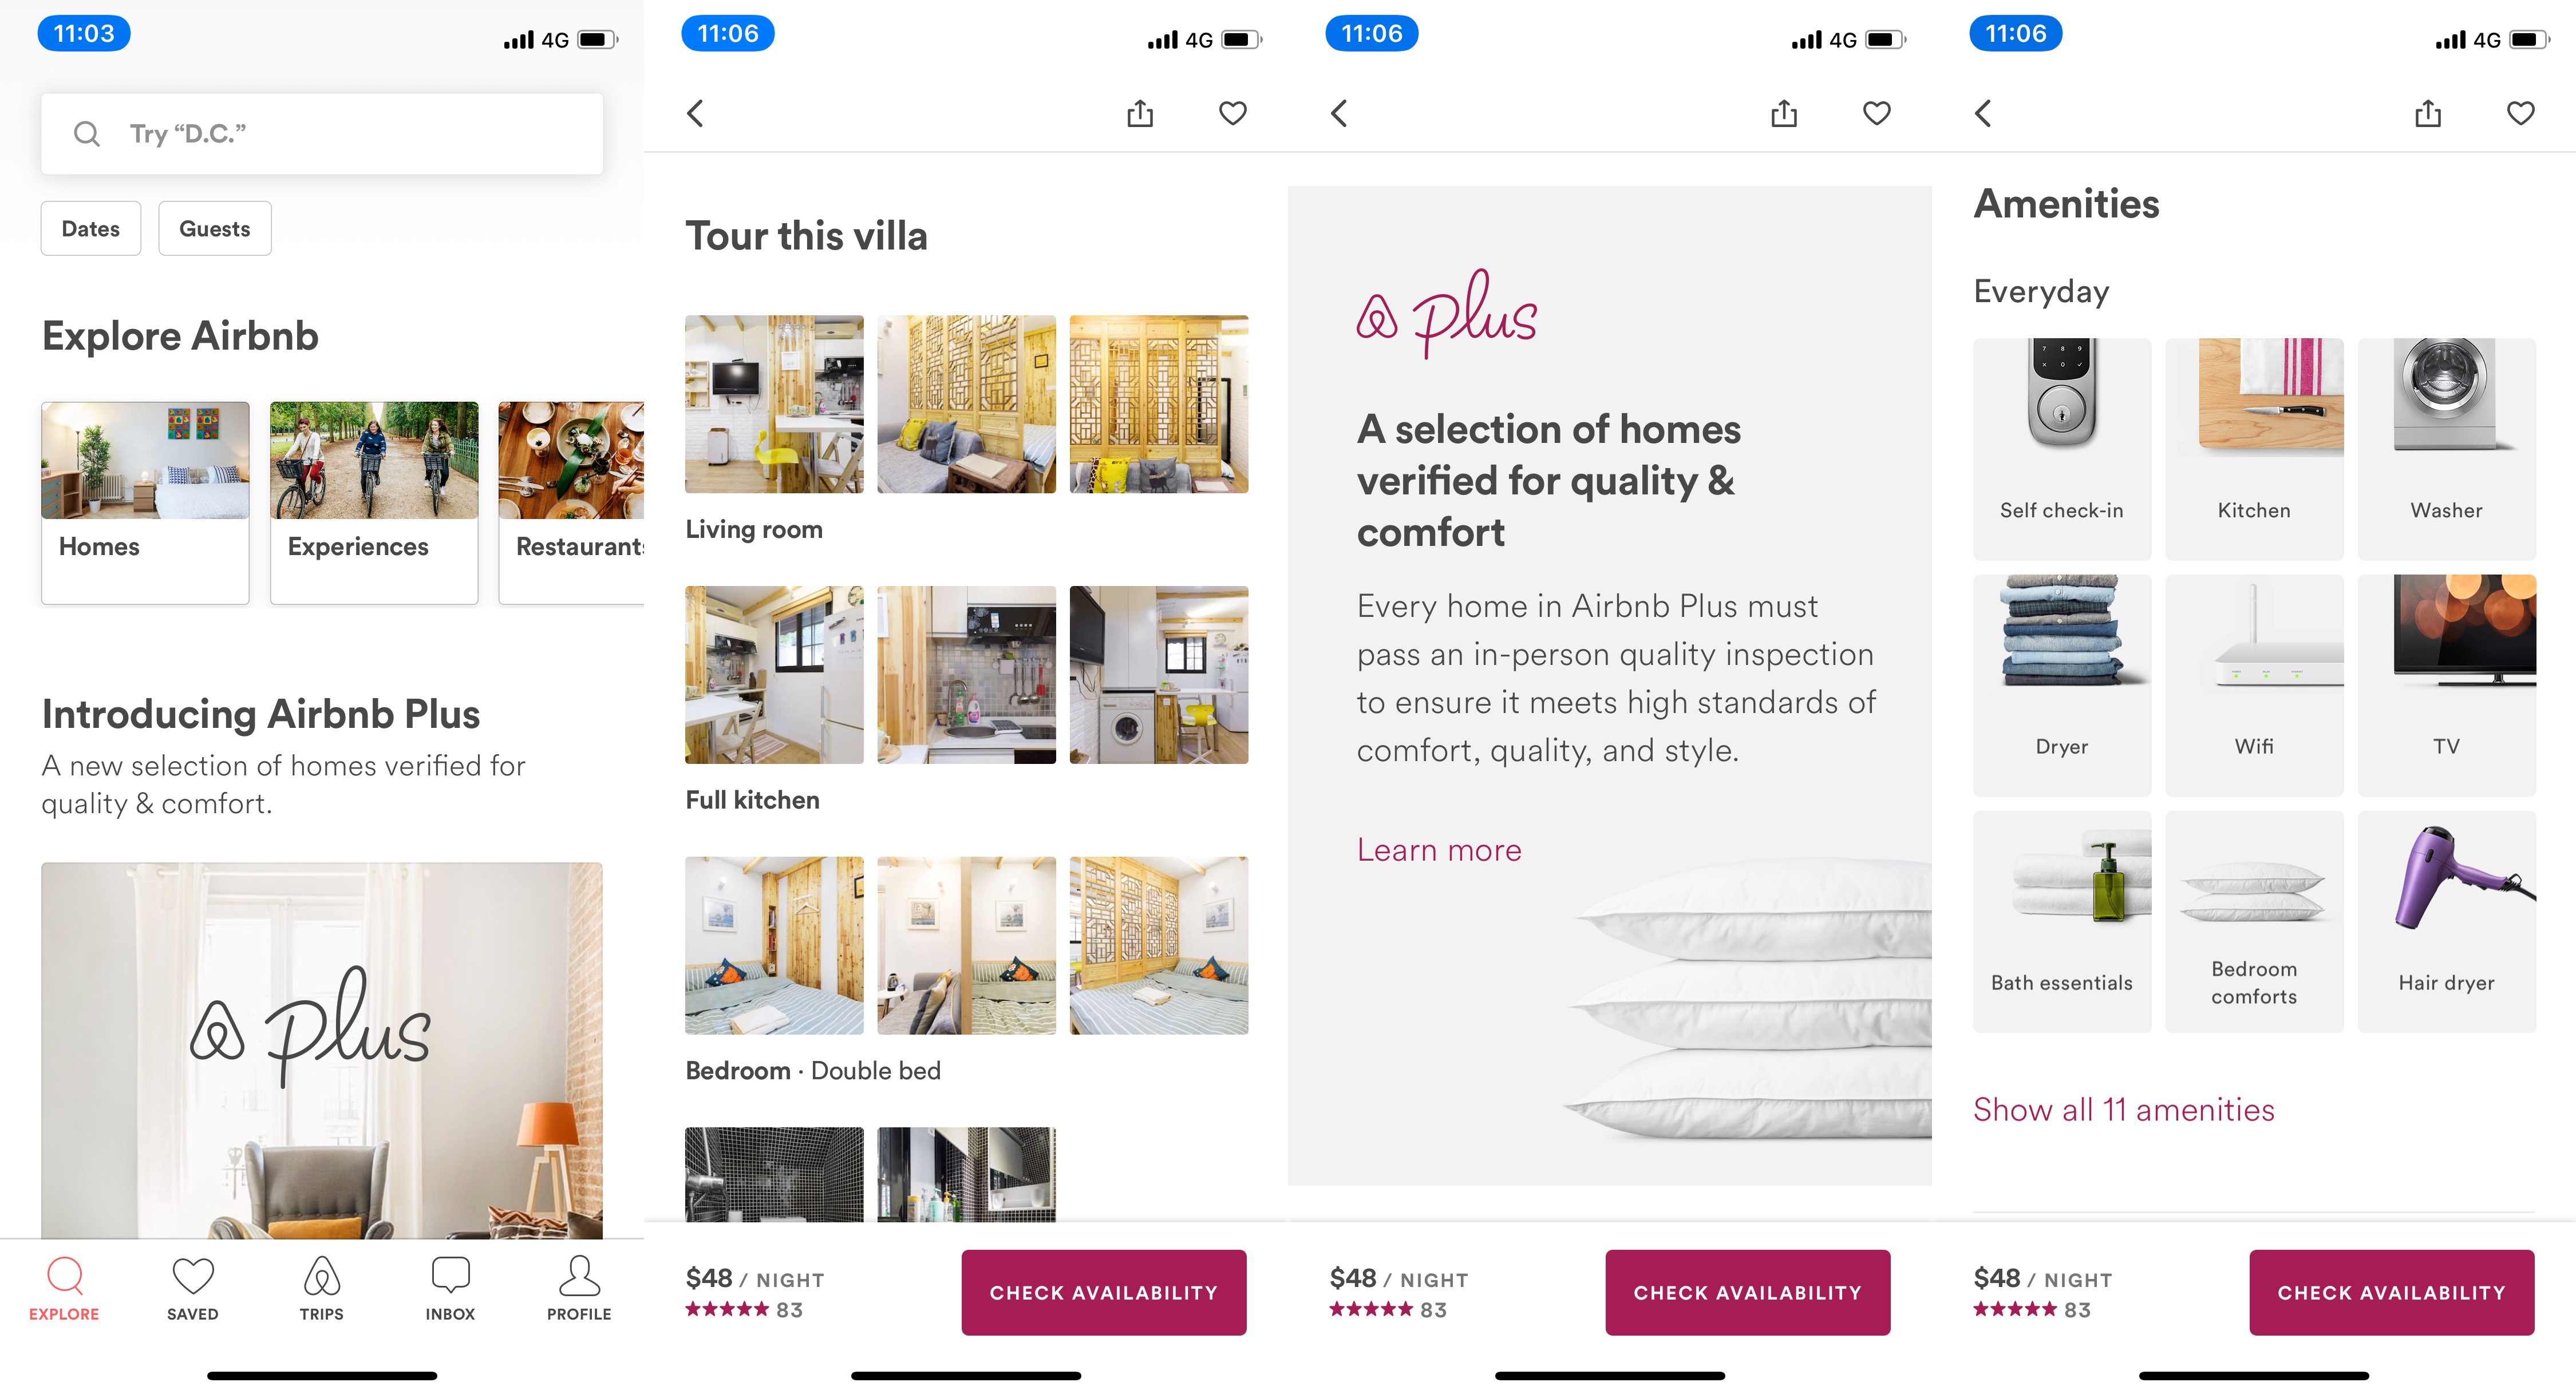 11:03
4G
Try “D.C.”
Dates
Guests
Explore Airbnb
Homes
Experiences
Restaurants
Introducing Airbnb Plus
A new selection of homes verified for
quality & comfort.
plus
EXPLORE
SAVED
TRIPS
INBOX
PROFILE
11:06
4G
Tour this villa
Living room
Full kitchen
Bedroom · Double bed
$48 / NIGHT
83
CHECK AVAILABILITY
11:06
4G
plus
A selection of homes
verified for quality &
comfort
Every home in Airbnb Plus must
pass an in-person quality inspection
to ensure it meets high standards of
comfort, quality, and style.
Learn more
$48 / NIGHT
83
CHECK AVAILABILITY
11:06
4G
Amenities
Everyday
7 8 9
0
Self check-in
Kitchen
Washer
Dryer
Wifi
TV
Bath essentials
Bedroom
comforts
Hair dryer
Show all 11 amenities
$48 / NIGHT
83
CHECK AVAILABILITY